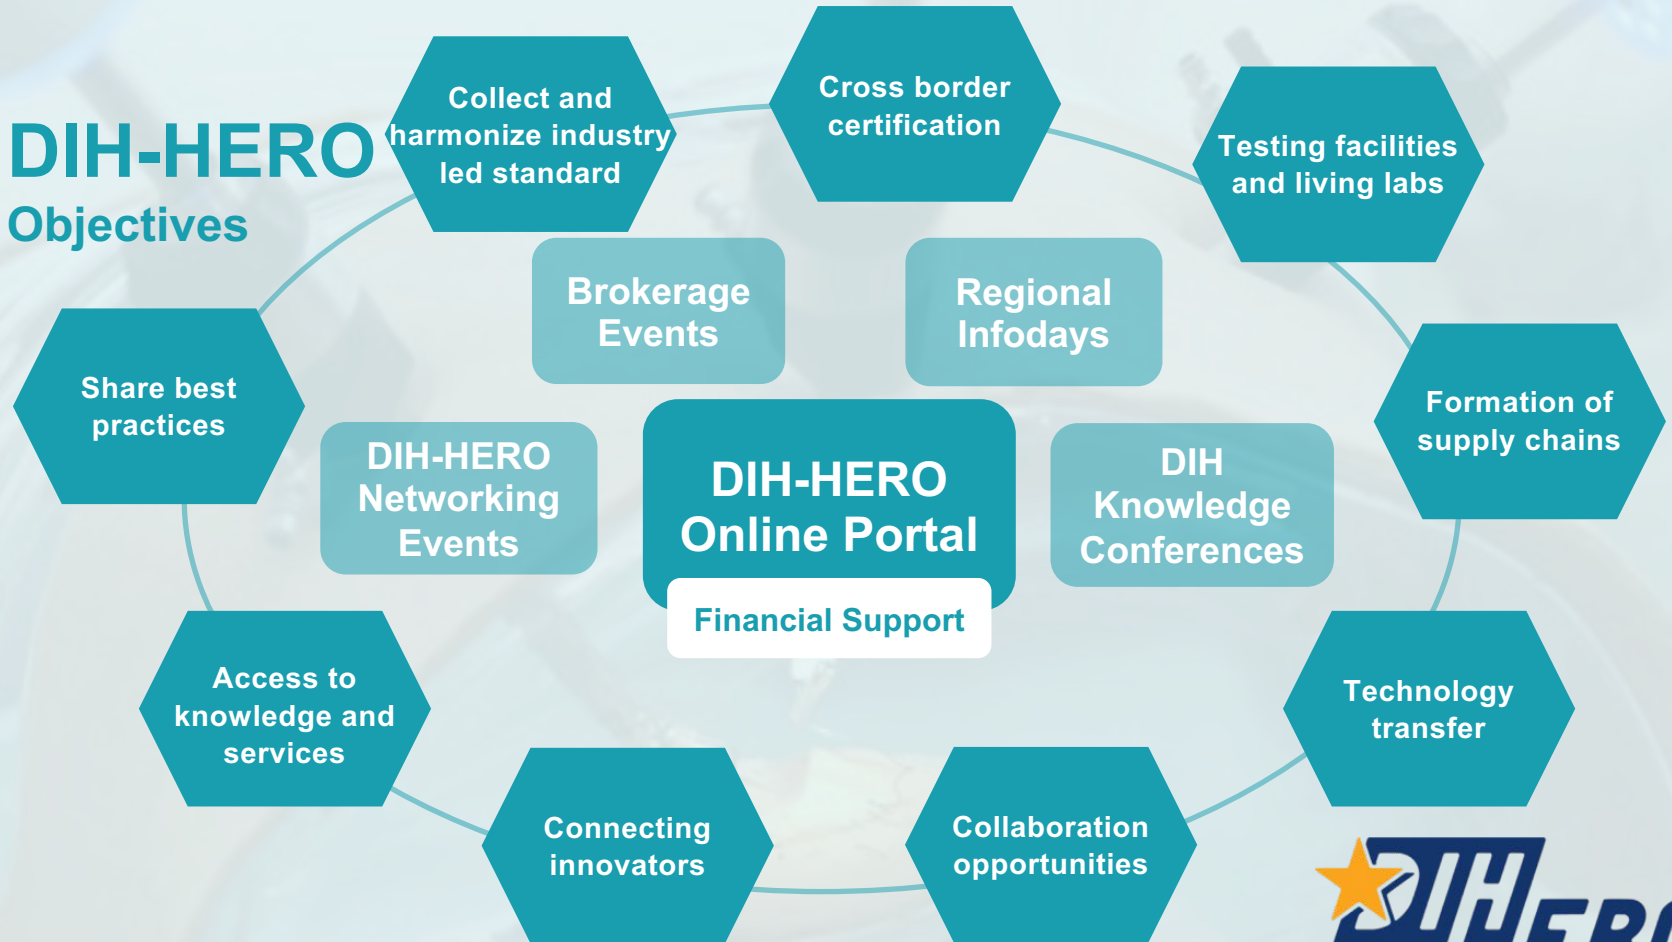 DIH-HERO
Objectives
Collect and
harmonize industry
led standard
Cross border
certification
Testing facilities
and living labs
Brokerage
Events
Regional
Infodays
Share best
practices
Formation of
supply chains
DIH-HERO
Networking
Events
DIH-HERO
Online Portal
Financial Support
DIH
Knowledge
Conferences
Access to
knowledge and
services
Technology
transfer
Connecting
innovators
Collaboration
opportunities
DIH